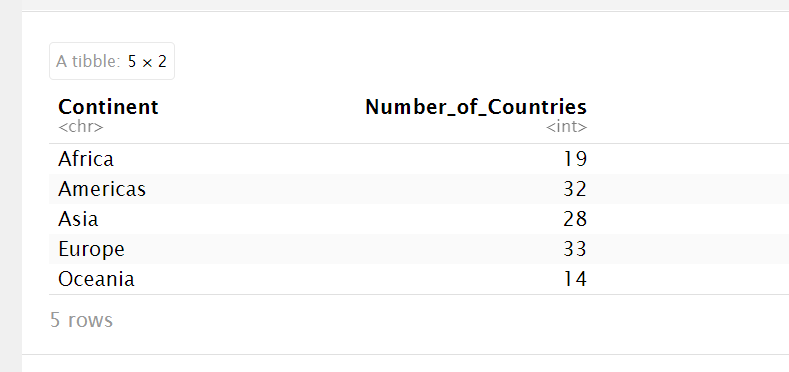 A tibble: 5 × 2
Continent Number_of_Countries
<chr> <int>
Africa 19
Americas 32
Asia 28
Europe 33
Oceania 14
5 rows